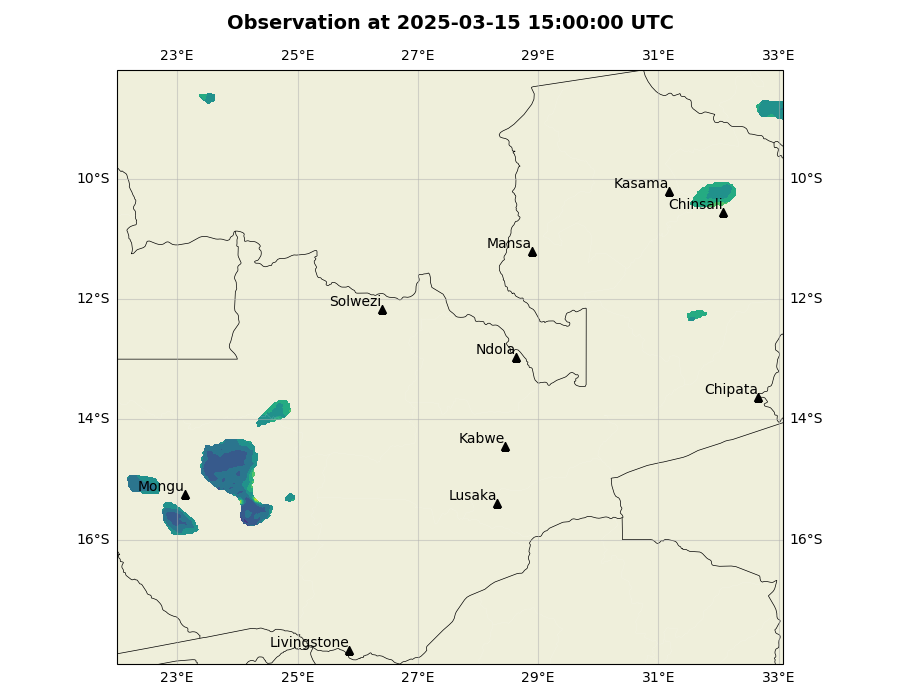 Observation at 2025-03-15 15:00:00 UTC
23°E 25°E 27°E 29°E 31°E 33°E
10°S 10°S
Kasama
Chinsali
Mansa
12°S 12°S
Solwezi
Ndola
Chipata
14°S 14°S
Kabwe
Mongu
Lusaka
16°S 16°S
Livingstone
23°E 25°E 27°E 29°E 31°E 33°E